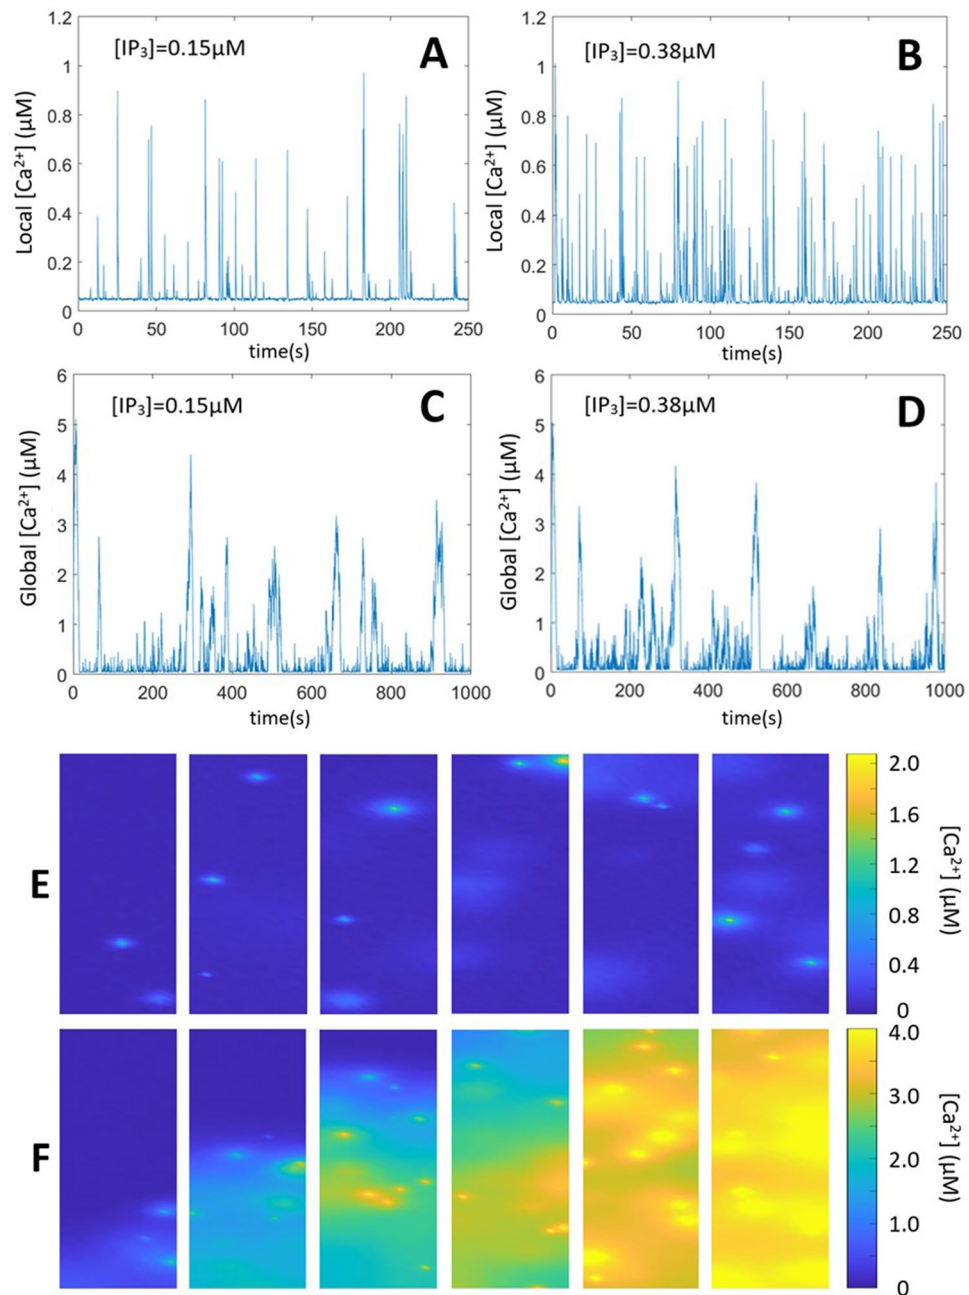 [IP₃]=0.15μM
A
Local [Ca²⁺] (μM)
1.2
1
0.8
0.6
0.4
0.2
0
0 50 100 150 200 250
time(s)
[IP₃]=0.38μM
B
Local [Ca²⁺] (μM)
1.2
1
0.8
0.6
0.4
0.2
0
0 50 100 150 200 250
time(s)
[IP₃]=0.15μM
C
Global [Ca²⁺] (μM)
6
5
4
3
2
1
0
0 200 400 600 800 1000
time(s)
[IP₃]=0.38μM
D
Global [Ca²⁺] (μM)
6
5
4
3
2
1
0
0 200 400 600 800 1000
time(s)
E
2.0
1.6
1.2
0.8
0.4
0
[Ca²⁺] (μM)
F
4.0
3.0
2.0
1.0
0
[Ca²⁺] (μM)